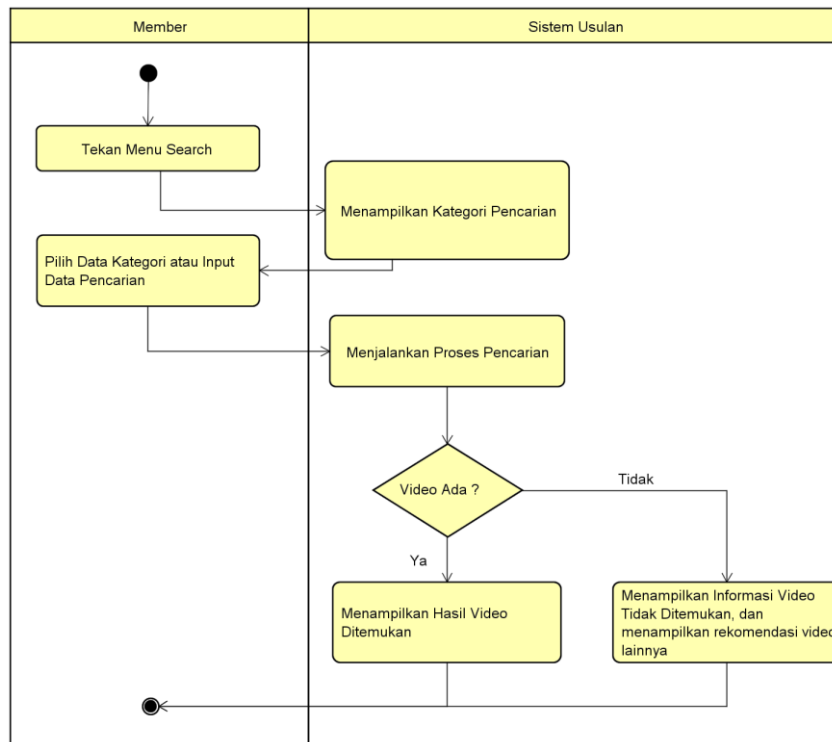 Member
Sistem Usulan
Tekan Menu Search
Menampilkan Kategori Pencarian
Pilih Data Kategori atau Input
Data Pencarian
Menjalankan Proses Pencarian
Video Ada ?
Tidak
Ya
Menampilkan Hasil Video
Ditemukan
Menampilkan Informasi Video
Tidak Ditemukan, dan
menampilkan rekomendasi video
lainnya